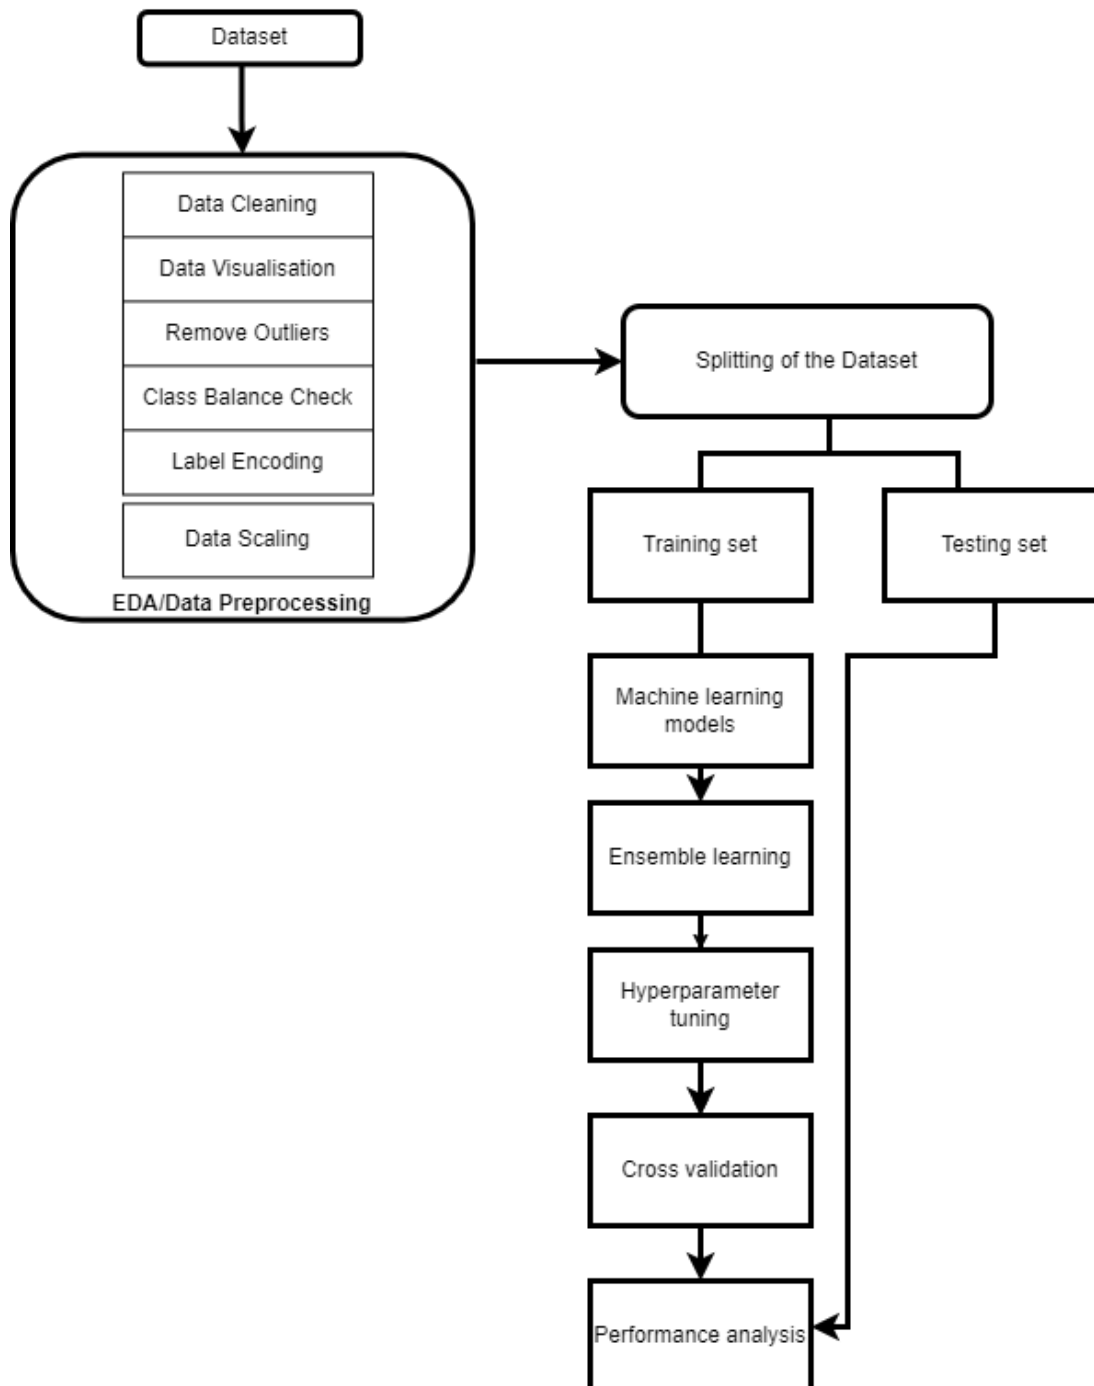 Dataset
Data Cleaning
Data Visualisation
Remove Outliers
Class Balance Check
Label Encoding
Data Scaling
EDA/Data Preprocessing
Splitting of the Dataset
Training set
Testing set
Machine learning
models
Ensemble learning
Hyperparameter
tuning
Cross validation
Performance analysis